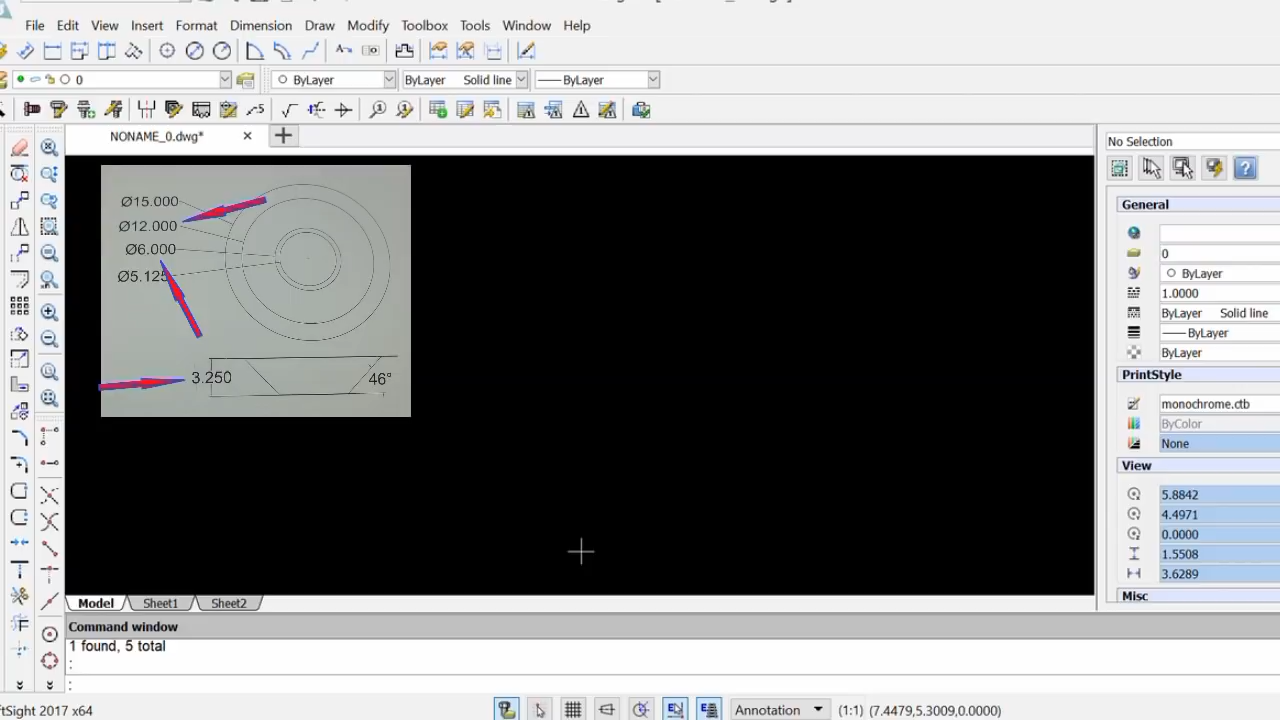 File Edit View Insert Format Dimension Draw Modify Toolbox Tools Window Help
0 ByLayer ByLayer Solid line ByLayer
NONAME_0.dwg*
No Selection
Ø15.000
Ø12.000
Ø6.000
Ø5.125
3.250
46°
General
0
ByLayer
1.0000
ByLayer Solid line
ByLayer
ByLayer
PrintStyle
monochrome.ctb
ByColor
None
View
5.8842
4.4971
0.0000
1.5508
3.6289
Misc
Model Sheet1 Sheet2
Command window
1 found, 5 total
:
:
ftSight 2017 x64
Annotation (1:1) (7.4479,5.3009,0.0000)